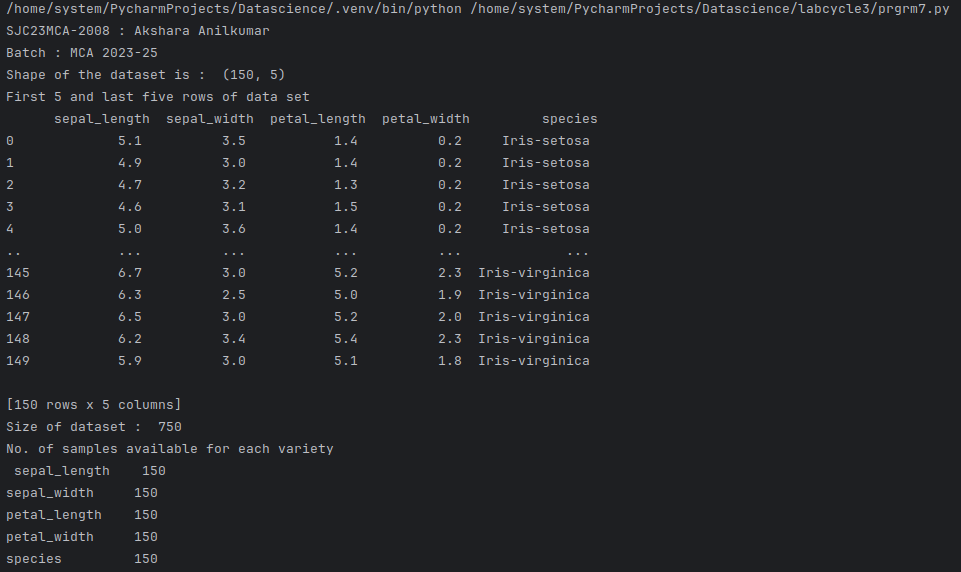 /home/system/PycharmProjects/Datascience/.venv/bin/python /home/system/PycharmProjects/Datascience/labcycle3/prgrm7.py
SJC23MCA-2008 : Akshara Anilkumar
Batch : MCA 2023-25
Shape of the dataset is :  (150, 5)
First 5 and last five rows of data set
      sepal_length  sepal_width  petal_length  petal_width         species
0              5.1          3.5           1.4          0.2     Iris-setosa
1              4.9          3.0           1.4          0.2     Iris-setosa
2              4.7          3.2           1.3          0.2     Iris-setosa
3              4.6          3.1           1.5          0.2     Iris-setosa
4              5.0          3.6           1.4          0.2     Iris-setosa
..             ...          ...           ...          ...             ...
145            6.7          3.0           5.2          2.3  Iris-virginica
146            6.3          2.5           5.0          1.9  Iris-virginica
147            6.5          3.0           5.2          2.0  Iris-virginica
148            6.2          3.4           5.4          2.3  Iris-virginica
149            5.9          3.0           5.1          1.8  Iris-virginica

[150 rows x 5 columns]
Size of dataset :  750
No. of samples available for each variety
 sepal_length    150
sepal_width     150
petal_length    150
petal_width     150
species         150